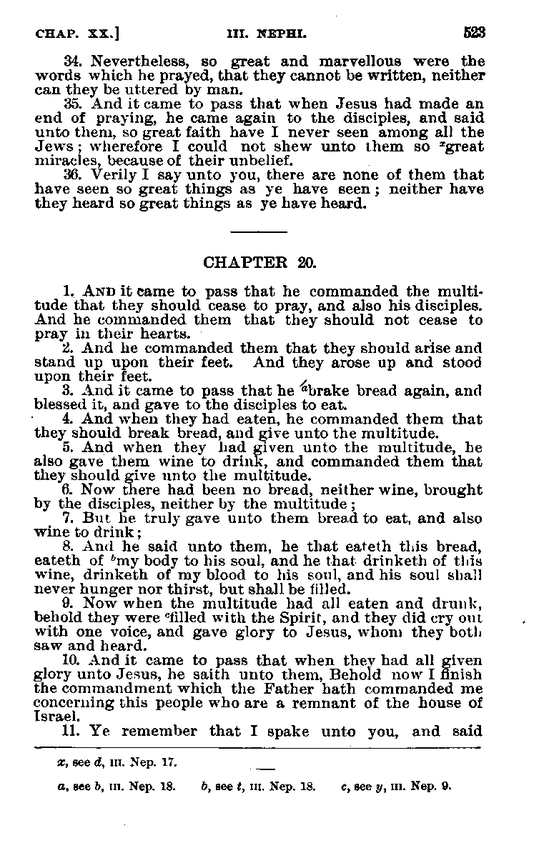 CHAP. XX.] III. NEPHI. 523
34. Nevertheless, so great and marvellous were the
words which he prayed, that they cannot be written, neither
can they be uttered by man.
35. And it came to pass that when Jesus had made an
end of praying, he came again to the disciples, and said
unto them, so great faith have I never seen among all the
Jews; wherefore I could not shew unto them so ˣgreat
miracles, because of their unbelief.
36. Verily I say unto you, there are none of them that
have seen so great things as ye have seen; neither have
they heard so great things as ye have heard.
CHAPTER 20.
1. AND it came to pass that he commanded the multi-
tude that they should cease to pray, and also his disciples.
And he commanded them that they should not cease to
pray in their hearts.
2. And he commanded them that they should arise and
stand up upon their feet. And they arose up and stood
upon their feet.
3. And it came to pass that he ᵃbrake bread again, and
blessed it, and gave to the disciples to eat.
4. And when they had eaten, he commanded them that
they should break bread, and give unto the multitude.
5. And when they had given unto the multitude, he
also gave them wine to drink, and commanded them that
they should give unto the multitude.
6. Now there had been no bread, neither wine, brought
by the disciples, neither by the multitude;
7. But he truly gave unto them bread to eat, and also
wine to drink;
8. And he said unto them, he that eateth this bread,
eateth of ᵇmy body to his soul, and he that drinketh of this
wine, drinketh of my blood to his soul, and his soul shall
never hunger nor thirst, but shall be filled.
9. Now when the multitude had all eaten and drunk,
behold they were ᶜfilled with the Spirit, and they did cry out
with one voice, and gave glory to Jesus, whom they both
saw and heard.
10. And it came to pass that when they had all given
glory unto Jesus, he saith unto them, Behold now I finish
the commandment which the Father hath commanded me
concerning this people who are a remnant of the house of
Israel.
11. Ye remember that I spake unto you, and said
x, see d, III. Nep. 17.
a, see b, III. Nep. 18. b, see t, III. Nep. 18. c, see y, III. Nep. 9.